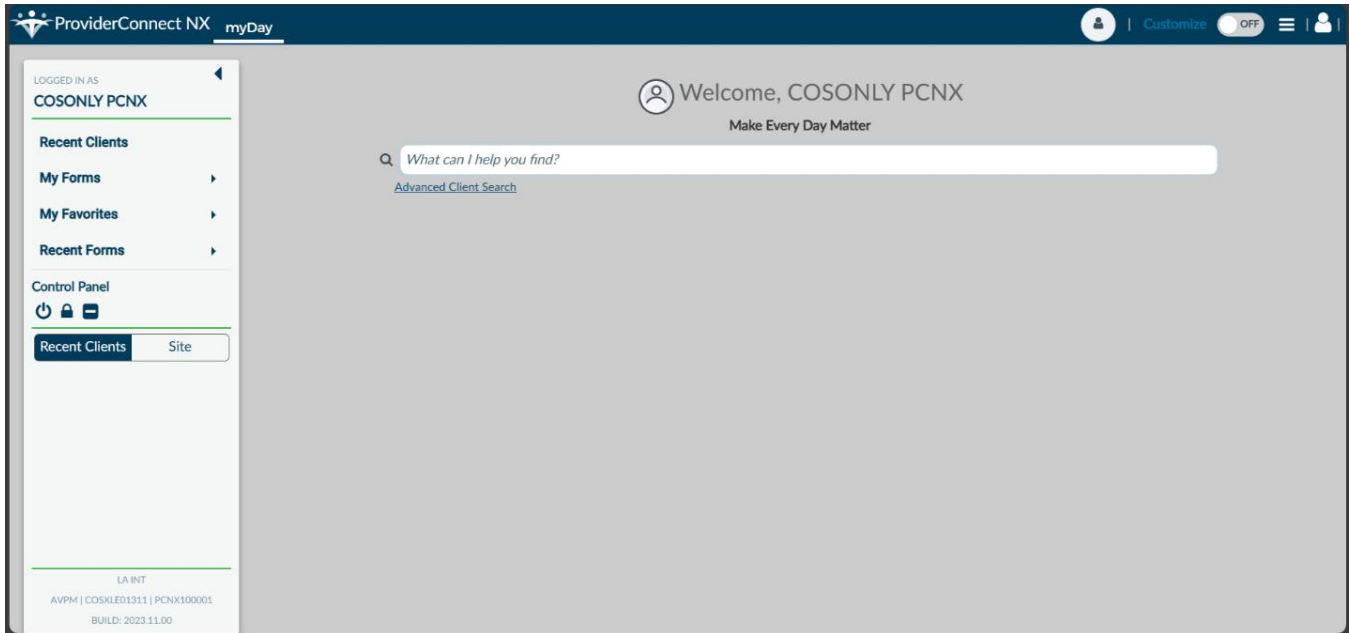 ProviderConnect NX myDay
Customize OFF
LOGGED IN AS
COSONLY PCNX
Recent Clients
My Forms
My Favorites
Recent Forms
Control Panel
Recent Clients Site
LA INT
AVPM | COSXLE01311 | PCNX100001
BUILD: 2023.11.00
Welcome, COSONLY PCNX
Make Every Day Matter
What can I help you find?
Advanced Client Search